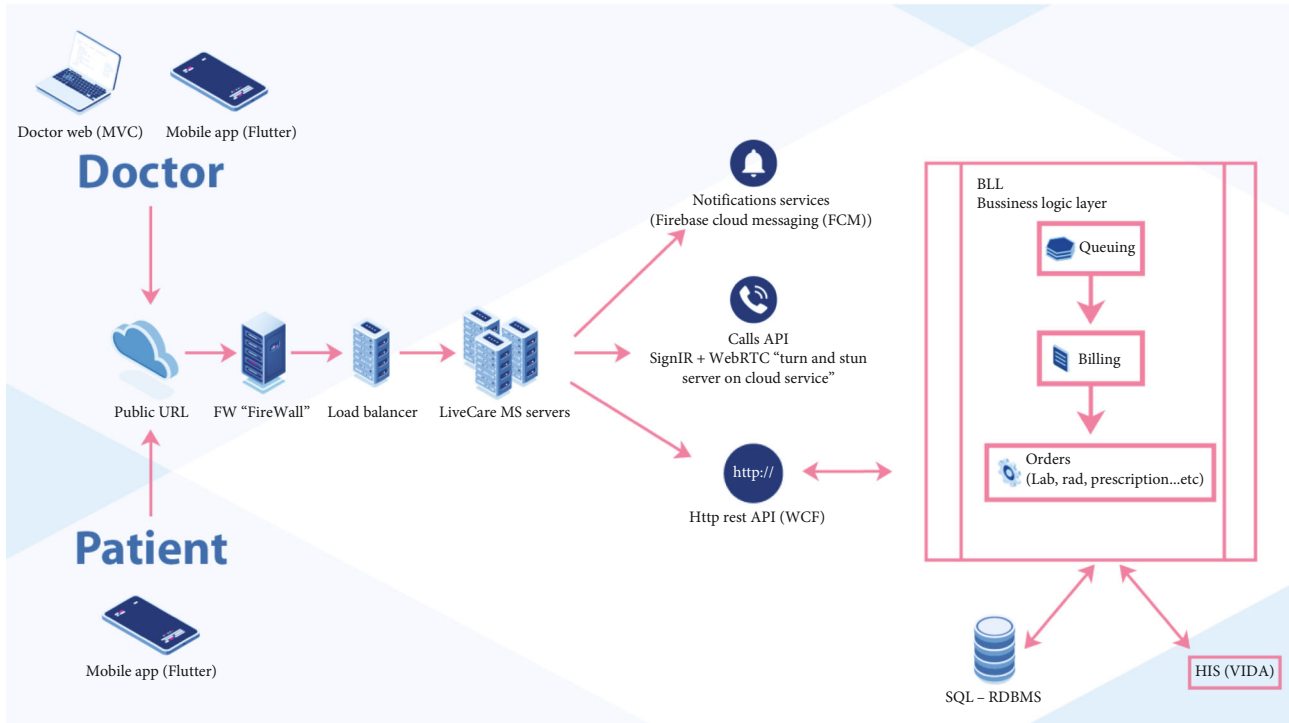 Doctor web (MVC)
Mobile app (Flutter)
Doctor
Public URL
FW “FireWall”
Load balancer
LiveCare MS servers
Patient
Mobile app (Flutter)
Notifications services
(Firebase cloud messaging (FCM))
Calls API
SignIR + WebRTC “turn and stun
server on cloud service”
http://
Http rest API (WCF)
BLL
Bussiness logic layer
Queuing
Billing
Orders
(Lab, rad, prescription...etc)
SQL – RDBMS
HIS (VIDA)